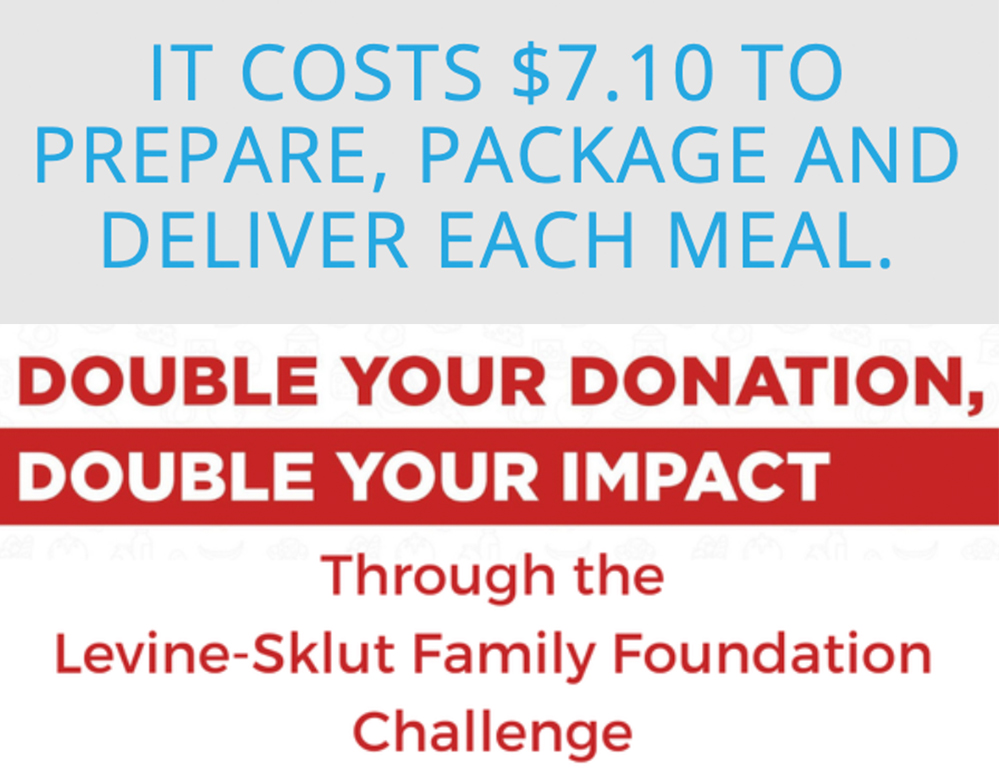 IT COSTS $7.10 TO
PREPARE, PACKAGE AND
DELIVER EACH MEAL.
DOUBLE YOUR DONATION,
DOUBLE YOUR IMPACT
Through the
Levine-Sklut Family Foundation
Challenge